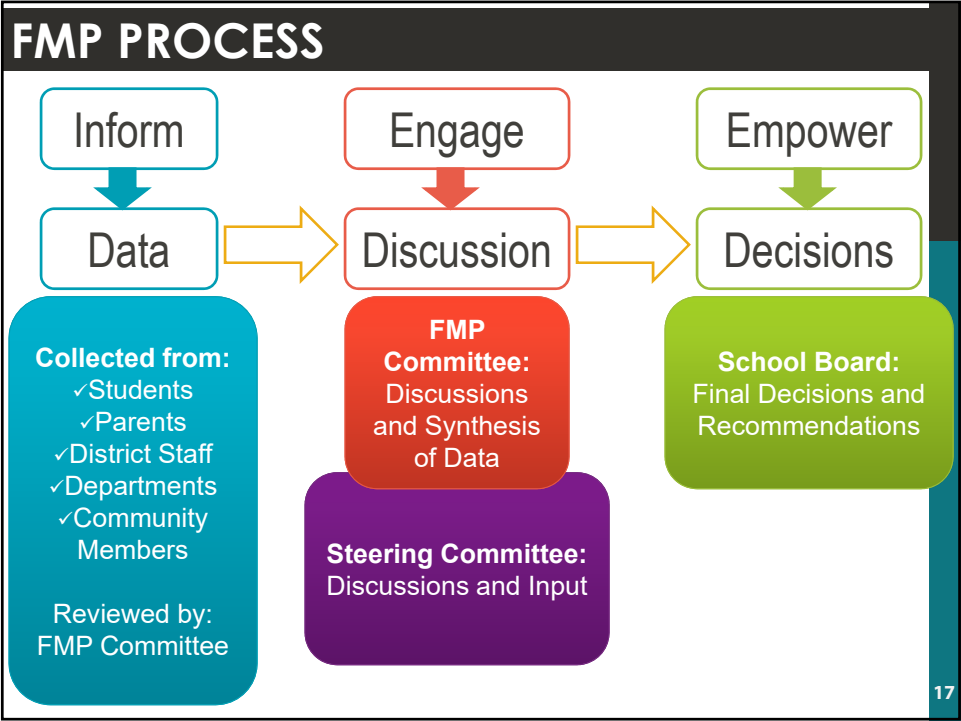 FMP PROCESS
Inform
Engage
Empower
Data
Discussion
Decisions
Collected from:
✓Students
✓Parents
✓District Staff
✓Departments
✓Community
Members
Reviewed by:
FMP Committee
FMP
Committee:
Discussions
and Synthesis
of Data
Steering Committee:
Discussions and Input
School Board:
Final Decisions and
Recommendations
17